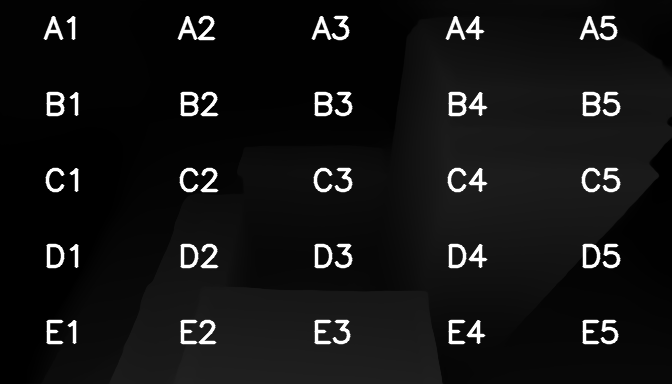 A1 A2 A3 A4 A5
B1 B2 B3 B4 B5
C1 C2 C3 C4 C5
D1 D2 D3 D4 D5
E1 E2 E3 E4 E5